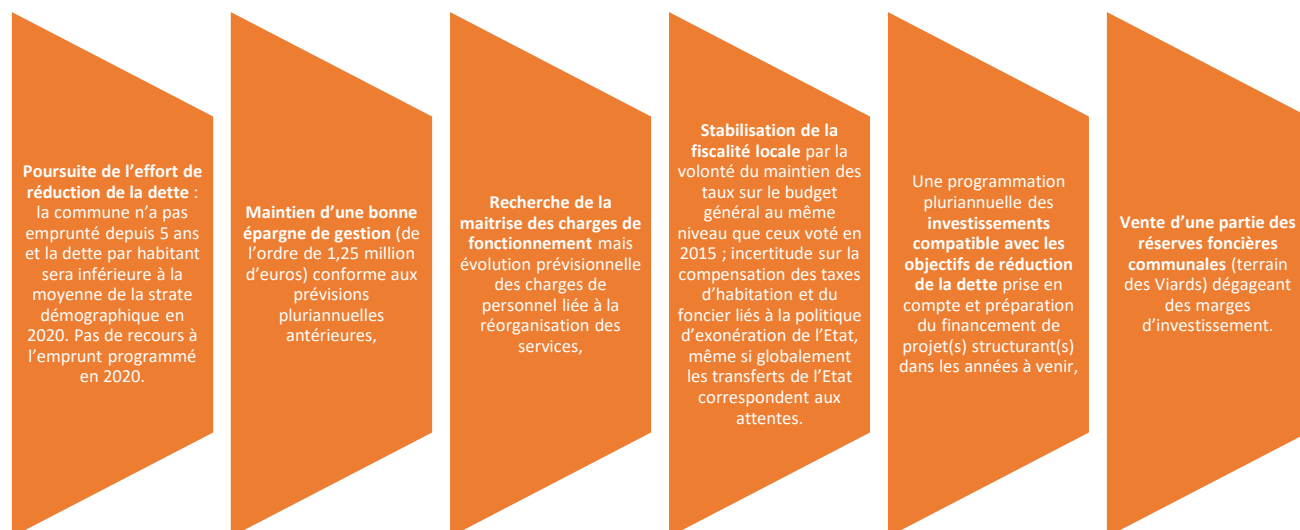 Poursuite de l’effort de
réduction de la dette :
la commune n’a pas
emprunté depuis 5 ans
et la dette par habitant
sera inférieure à la
moyenne de la strate
démographique en
2020. Pas de recours à
l’emprunt programmé
en 2020.
Maintien d’une bonne
épargne de gestion (de
l’ordre de 1,25 million
d’euros) conforme aux
prévisions
pluriannuelles
antérieures,
Recherche de la
maitrise des charges de
fonctionnement mais
évolution prévisionnelle
des charges de
personnel liée à la
réorganisation des
services,
Stabilisation de la
fiscalité locale par la
volonté du maintien des
taux sur le budget
général au même
niveau que ceux voté en
2015 ; incertitude sur la
compensation des taxes
d’habitation et du
foncier liés à la politique
d’exonération de l’Etat,
même si globalement
les transferts de l’Etat
correspondent aux
attentes.
Une programmation
pluriannuelle des
investissements
compatible avec les
objectifs de réduction
de la dette prise en
compte et préparation
du financement de
projet(s) structurant(s)
dans les années à venir,
Vente d’une partie des
réserves foncières
communales (terrain
des Viards) dégageant
des marges
d’investissement.